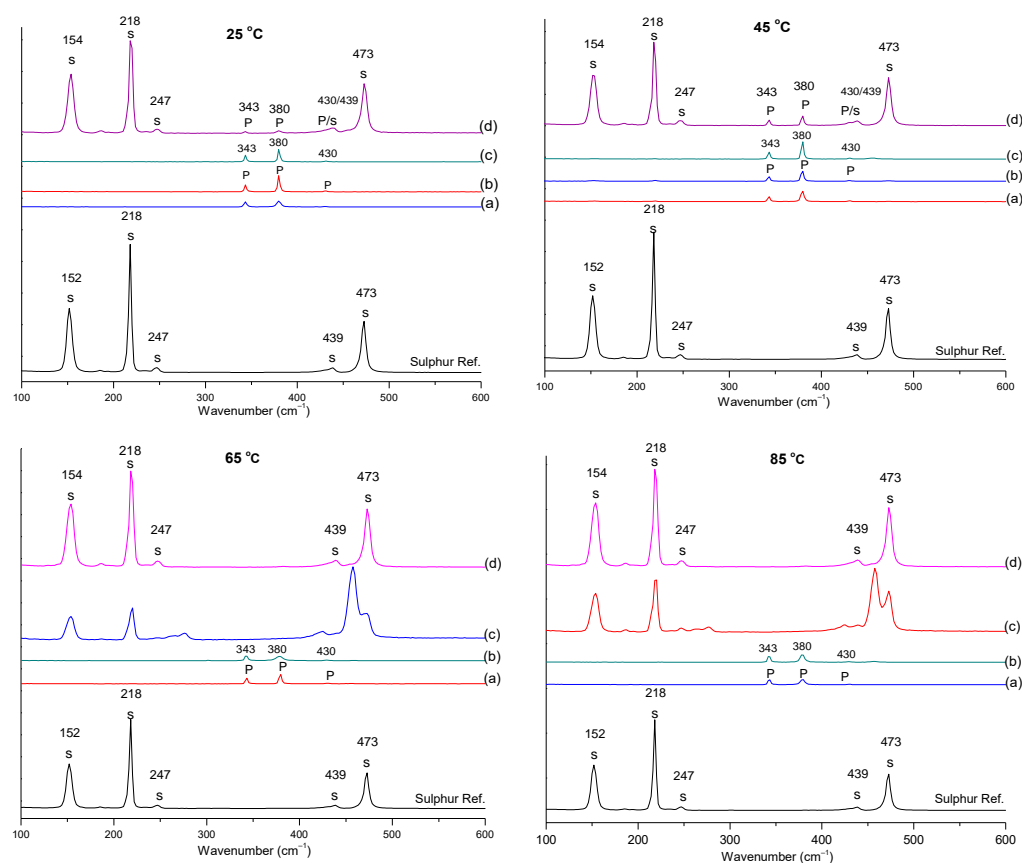 25 °C
218
s
154
s
473
s
247
s
343
P
380
P
430/439
P/s
(d)
343
380
430
(c)
P
P
P
(b)
(a)
218
s
152
s
473
s
247
s
439
s
Sulphur Ref.
100 200 300 400 500 600
Wavenumber (cm⁻¹)
45 °C
218
s
154
s
473
s
247
s
343
P
380
P
430/439
P/s
(d)
343
380
430
(c)
P
P
P
(b)
(a)
218
s
152
s
473
s
247
s
439
s
Sulphur Ref.
100 200 300 400 500 600
Wavenumber (cm⁻¹)
65 °C
218
s
154
s
473
s
247
s
439
s
(d)
(c)
343
380
430
(b)
P
P
P
(a)
218
s
152
s
473
s
247
s
439
s
Sulphur Ref.
100 200 300 400 500 600
Wavenumber (cm⁻¹)
85 °C
218
s
154
s
473
s
247
s
439
s
(d)
(c)
343
380
430
(b)
P
P
P
(a)
218
s
152
s
473
s
247
s
439
s
Sulphur Ref.
100 200 300 400 500 600
Wavenumber (cm⁻¹)